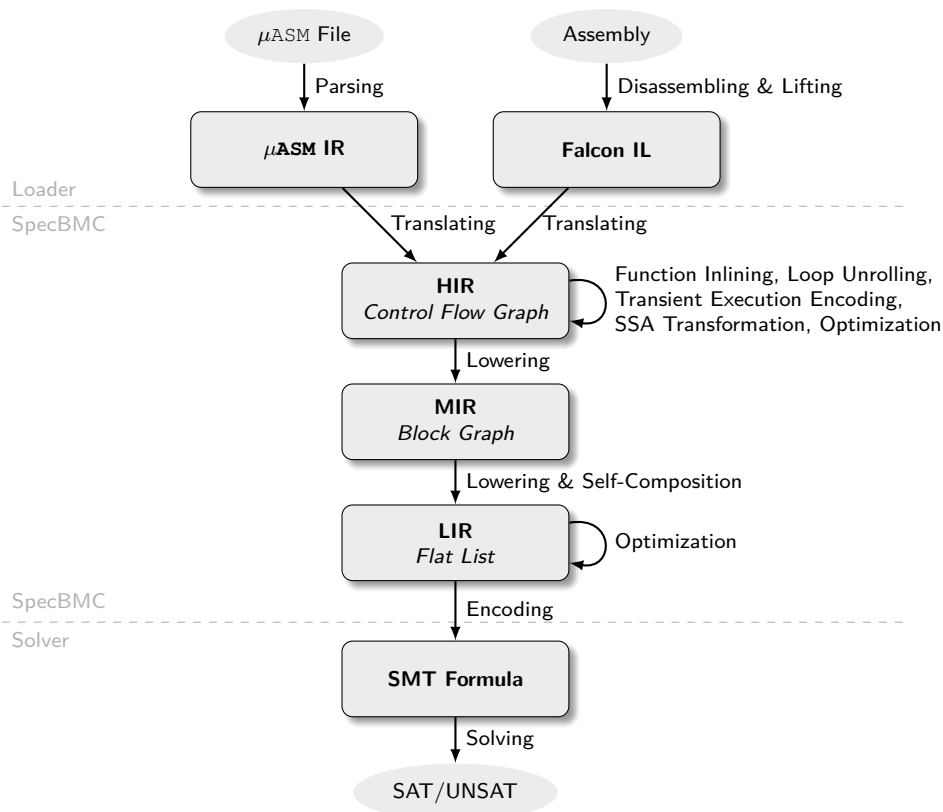 μASM File
Assembly
Parsing
Disassembling & Lifting
μASM IR
Falcon IL
Loader
SpecBMC
Translating
Translating
HIR
Control Flow Graph
Function Inlining, Loop Unrolling,
Transient Execution Encoding,
SSA Transformation, Optimization
Lowering
MIR
Block Graph
Lowering & Self-Composition
LIR
Flat List
Optimization
SpecBMC
Encoding
Solver
SMT Formula
Solving
SAT/UNSAT